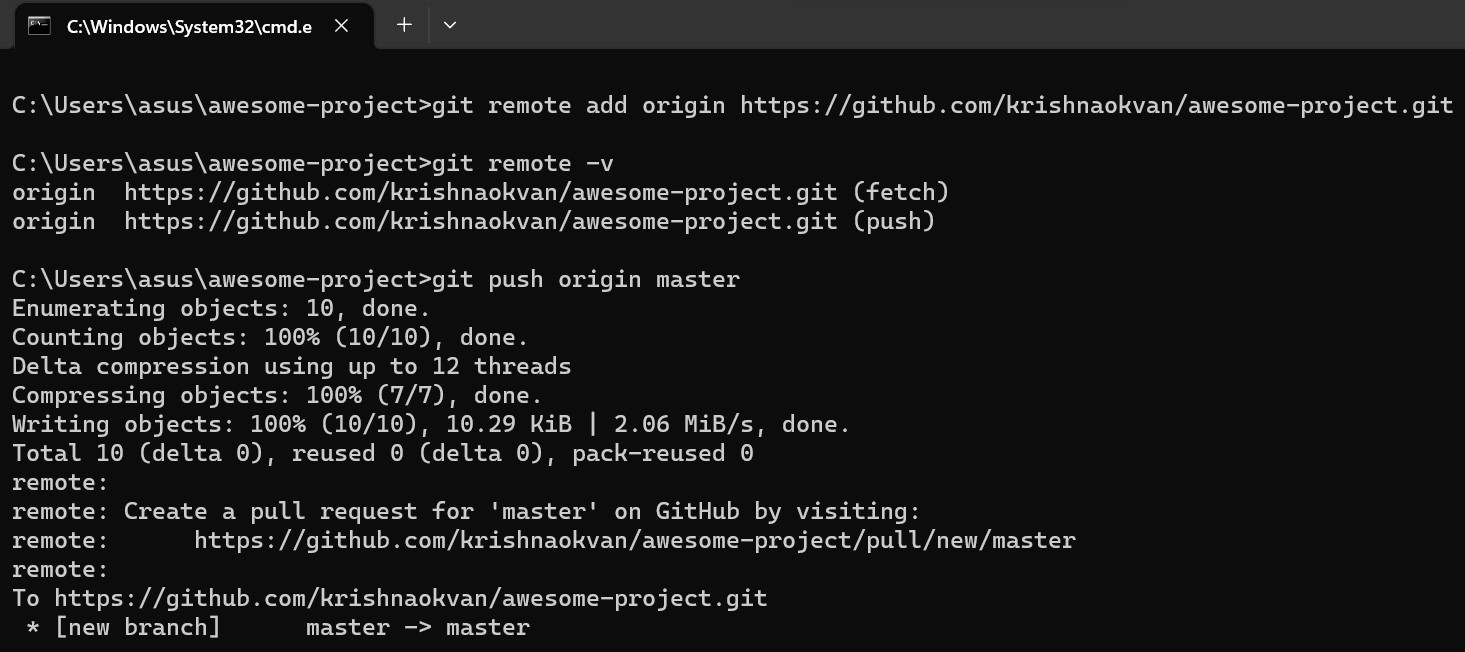 C:\Windows\System32\cmd.e
C:\Users\asus\awesome-project>git remote add origin https://github.com/krishnaokvan/awesome-project.git
C:\Users\asus\awesome-project>git remote -v
origin  https://github.com/krishnaokvan/awesome-project.git (fetch)
origin  https://github.com/krishnaokvan/awesome-project.git (push)
C:\Users\asus\awesome-project>git push origin master
Enumerating objects: 10, done.
Counting objects: 100% (10/10), done.
Delta compression using up to 12 threads
Compressing objects: 100% (7/7), done.
Writing objects: 100% (10/10), 10.29 KiB | 2.06 MiB/s, done.
Total 10 (delta 0), reused 0 (delta 0), pack-reused 0
remote:
remote: Create a pull request for 'master' on GitHub by visiting:
remote:      https://github.com/krishnaokvan/awesome-project/pull/new/master
remote:
To https://github.com/krishnaokvan/awesome-project.git
 * [new branch]      master -> master